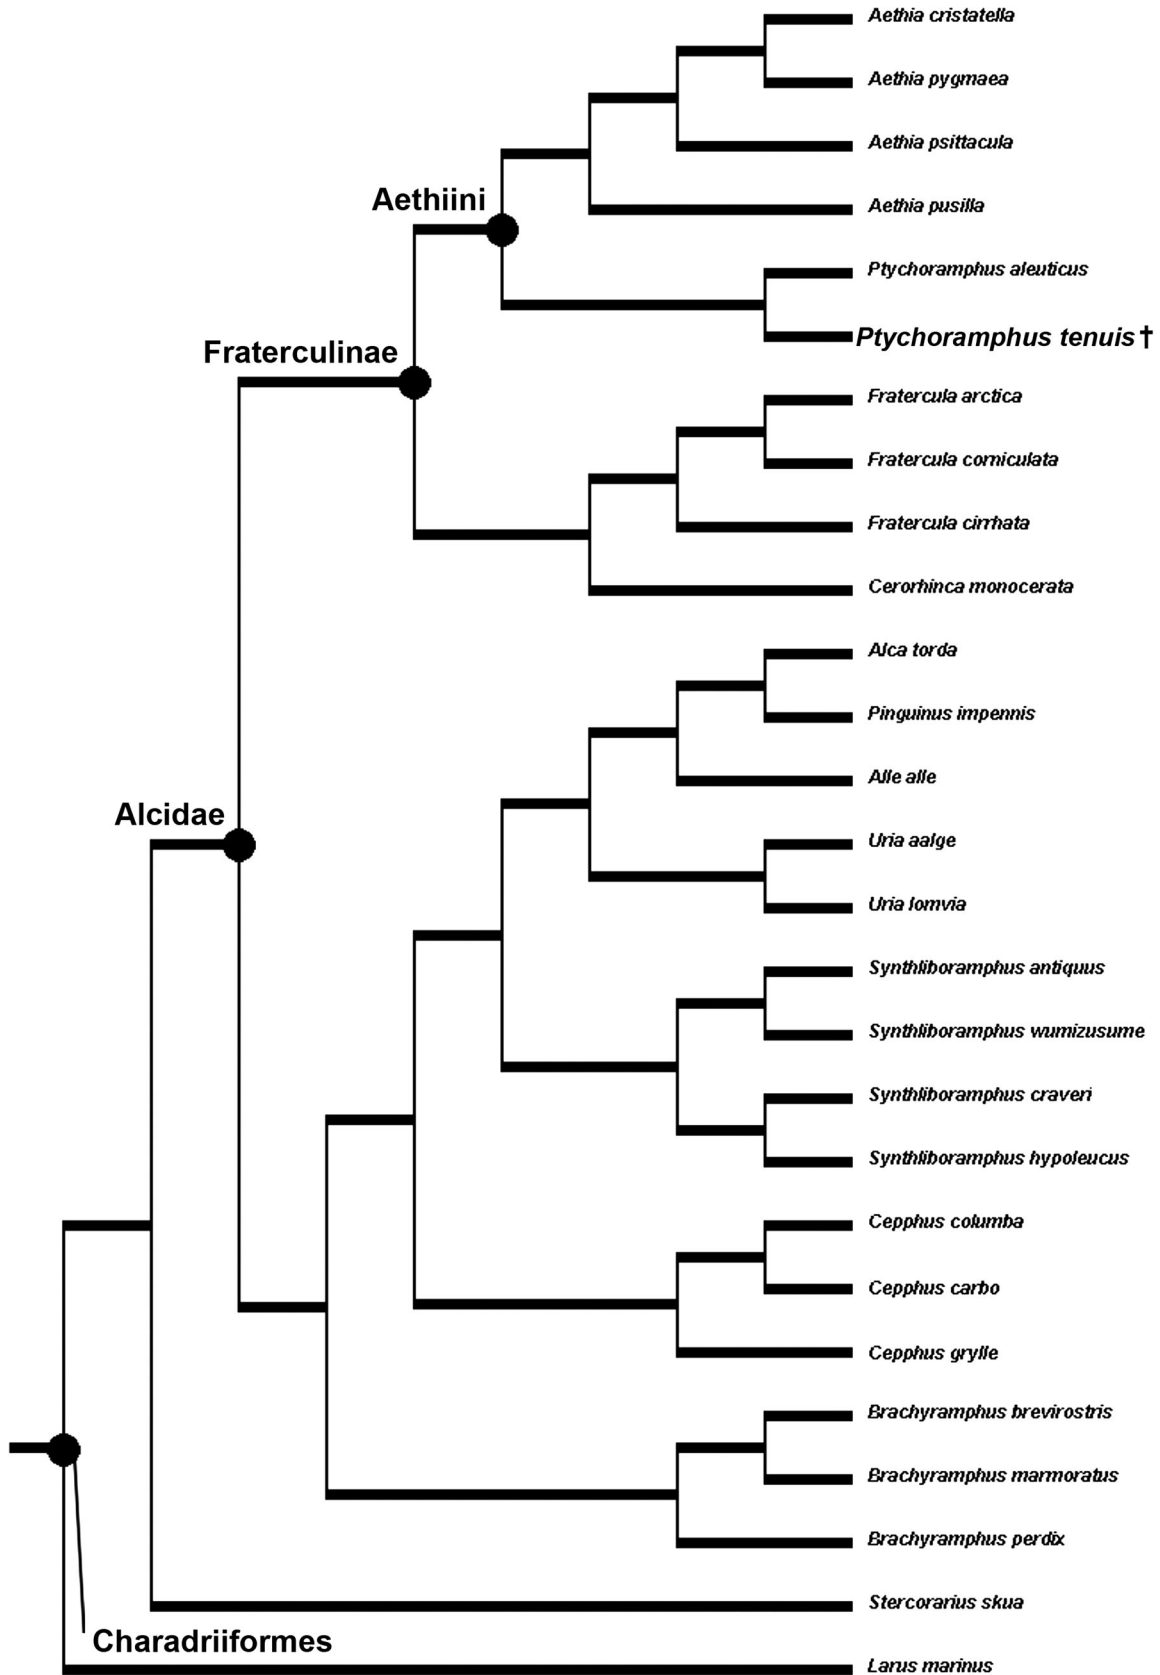 Aethia cristatella
Aethia pygmaea
Aethia psittacula
Aethiini
Aethia pusilla
Ptychoramphus aleuticus
Ptychoramphus tenuis†
Fraterculinae
Fratercula arctica
Fratercula corniculata
Fratercula cirrhata
Cerorhinca monocerata
Alca torda
Pinguinus impennis
Alle alle
Alcidae
Uria aalge
Uria lomvia
Synthliboramphus antiquus
Synthliboramphus wumizusume
Synthliboramphus craveri
Synthliboramphus hypoleucus
Cepphus columba
Cepphus carbo
Cepphus grylle
Brachyramphus brevirostris
Brachyramphus marmoratus
Brachyramphus perdix
Stercorarius skua
Charadriiformes
Larus marinus